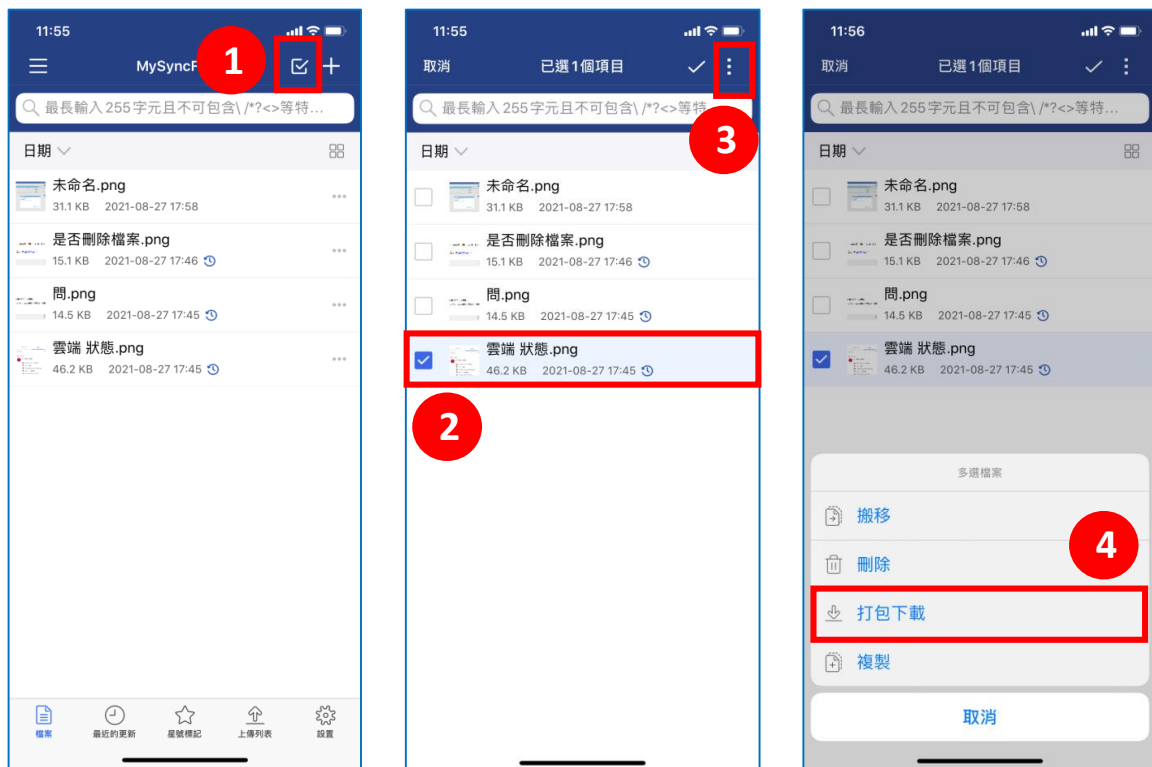 11:55
MySyncF
1
最長輸入255字元且不可包含\ /*?<>等特...
日期
未命名.png
31.1 KB 2021-08-27 17:58
是否刪除檔案.png
15.1 KB 2021-08-27 17:46
問.png
14.5 KB 2021-08-27 17:45
雲端 狀態.png
46.2 KB 2021-08-27 17:45
檔案 最近的更新 星號標記 上傳列表 設置
11:55
取消 已選1個項目
3
最長輸入255字元且不可包含\ /*?<>等特
日期
未命名.png
31.1 KB 2021-08-27 17:58
是否刪除檔案.png
15.1 KB 2021-08-27 17:46
問.png
14.5 KB 2021-08-27 17:45
雲端 狀態.png
46.2 KB 2021-08-27 17:45
2
11:56
取消 已選1個項目
最長輸入255字元且不可包含\ /*?<>等特...
日期
未命名.png
31.1 KB 2021-08-27 17:58
是否刪除檔案.png
15.1 KB 2021-08-27 17:46
問.png
14.5 KB 2021-08-27 17:45
雲端 狀態.png
46.2 KB 2021-08-27 17:45
多選檔案
搬移
4
刪除
打包下載
複製
取消